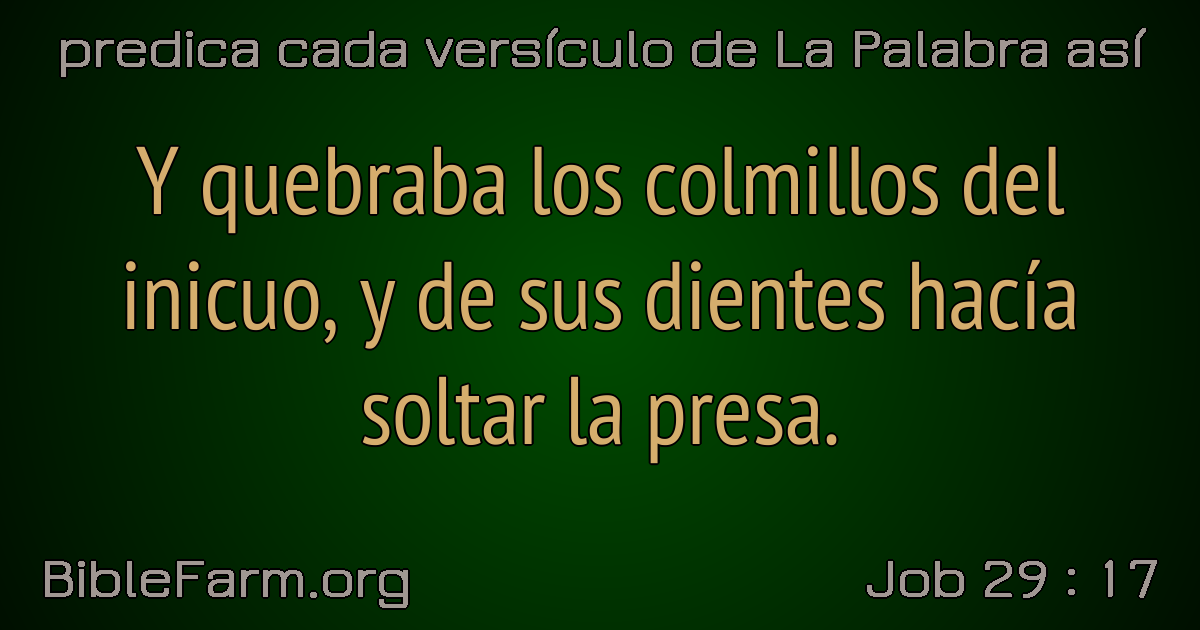 predica cada versículo de La Palabra así
Y quebraba los colmillos del
inicuo, y de sus dientes hacía
soltar la presa.
BibleFarm.org
Job 29 : 17